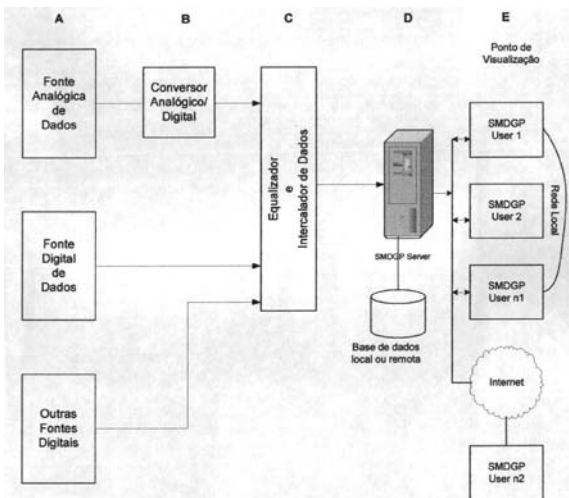 A
B
C
D
E
Ponto de
Visualização
Fonte
Analógica
de
Dados
Conversor
Analógico/
Digital
Equalizador
e
Intercalador de Dados
SMDGP
User 1
SMDGP
User 2
Rede Local
Fonte
Digital
de
Dados
SMDGP Server
SMDGP
User n1
Base de dados
local ou remota
Internet
Outras
Fontes
Digitais
SMDGP
User n2